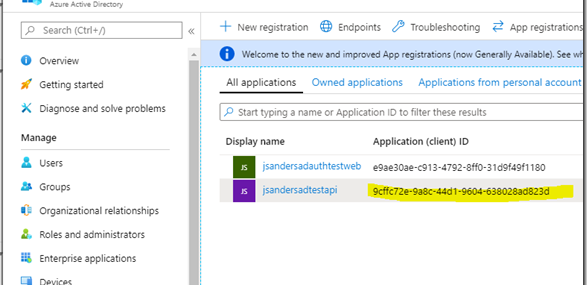 Azure Active Directory
Search (Ctrl+/)
«
Overview
Getting started
Diagnose and solve problems
Manage
Users
Groups
Organizational relationships
Roles and administrators
Enterprise applications
Devices
+ New registration Endpoints Troubleshooting App registrations
Welcome to the new and improved App registrations (now Generally Available). See
All applications Owned applications Applications from personal account
Start typing a name or Application ID to filter these results
Display name Application (client) ID
JS jsandersadauthtestweb e9ae30ae-c913-4792-8ff0-31d9f49f1180
JS jsandersadtestapi 9cffc72e-9a8c-44d1-9604-638028ad823d